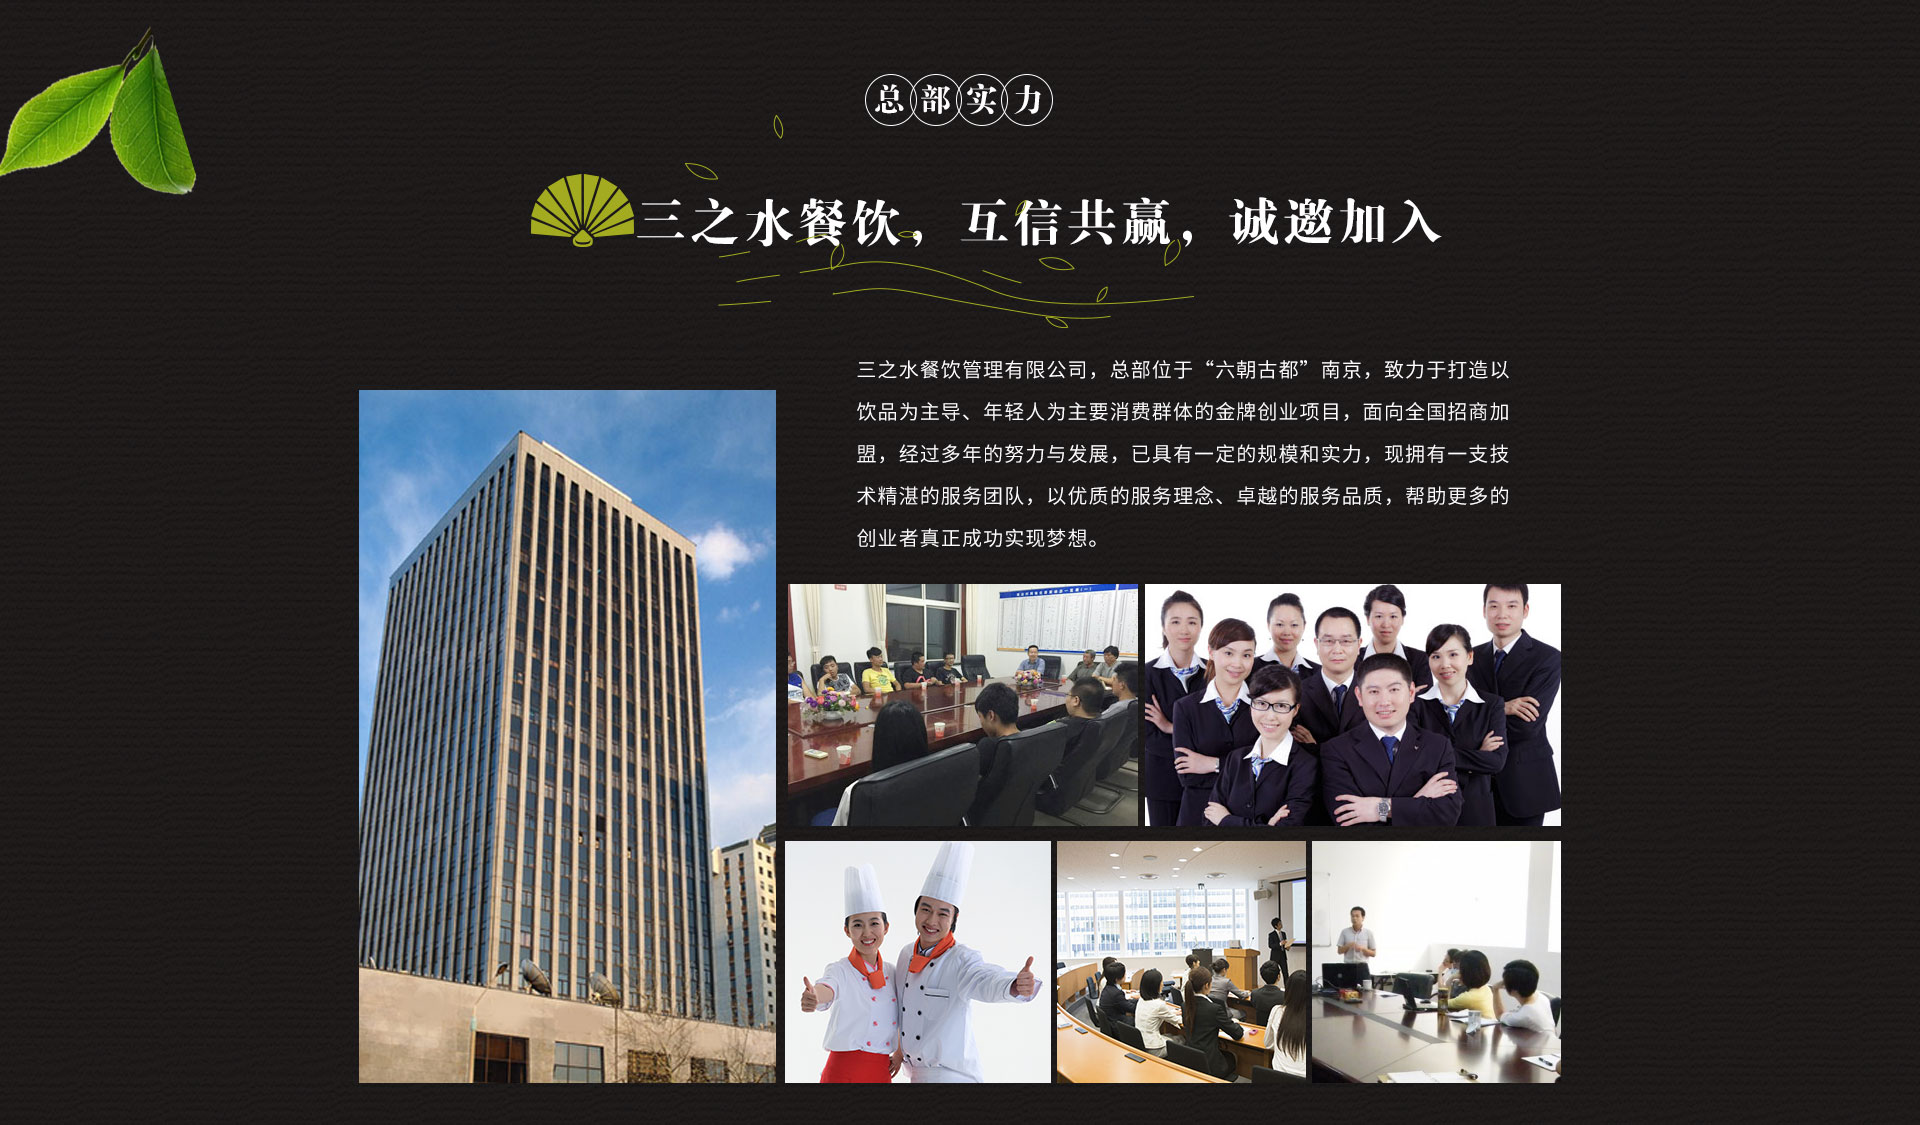 总部实力
三之水餐饮，互信共赢，诚邀加入
三之水餐饮管理有限公司，总部位于“六朝古都”南京，致力于打造以
饮品为主导、年轻人为主要消费群体的金牌创业项目，面向全国招商加
盟，经过多年的努力与发展，已具有一定的规模和实力，现拥有一支技
术精湛的服务团队，以优质的服务理念、卓越的服务品质，帮助更多的
创业者真正成功实现梦想。